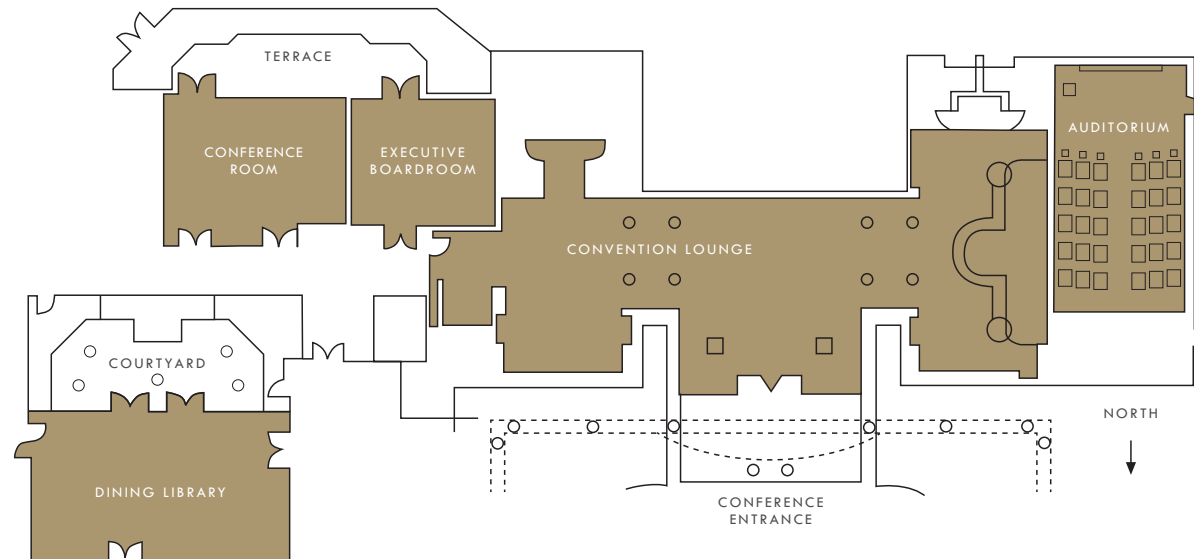 TERRACE
CONFERENCE
ROOM
EXECUTIVE
BOARDROOM
AUDITORIUM
CONVENTION LOUNGE
COURTYARD
NORTH
DINING LIBRARY
CONFERENCE
ENTRANCE